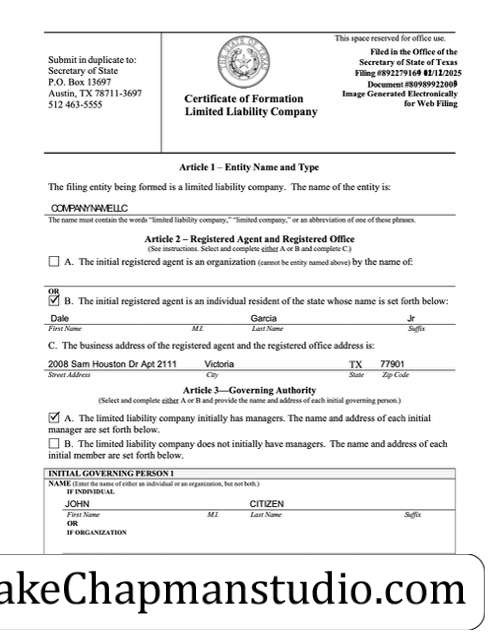 This space reserved for office use.
Submit in duplicate to:
Secretary of State
P.O. Box 13697
Austin, TX 78711-3697
512 463-5555
THE STATE OF TEXAS
Certificate of Formation
Limited Liability Company
Filed in the Office of the
Secretary of State of Texas
Filing #892279169 02/12/2025
Document #80989922009
Image Generated Electronically
for Web Filing
Article 1 – Entity Name and Type
The filing entity being formed is a limited liability company. The name of the entity is:
COMPANYNAMELLC
The name must contain the words “limited liability company,” “limited company,” or an abbreviation of one of these phrases.
Article 2 – Registered Agent and Registered Office
(See instructions. Select and complete either A or B and complete C.)
A. The initial registered agent is an organization (cannot be entity named above) by the name of:
OR
B. The initial registered agent is an individual resident of the state whose name is set forth below:
Dale Garcia Jr
First Name M.I. Last Name Suffix
C. The business address of the registered agent and the registered office address is:
2008 Sam Houston Dr Apt 2111 Victoria TX 77901
Street Address City State Zip Code
Article 3—Governing Authority
(Select and complete either A or B and provide the name and address of each initial governing person.)
A. The limited liability company initially has managers. The name and address of each initial
manager are set forth below.
B. The limited liability company does not initially have managers. The name and address of each
initial member are set forth below.
INITIAL GOVERNING PERSON 1
NAME (Enter the name of either an individual or an organization, but not both.)
IF INDIVIDUAL
JOHN CITIZEN
First Name M.I. Last Name Suffix
OR
IF ORGANIZATION
akeChapmanstudio.com